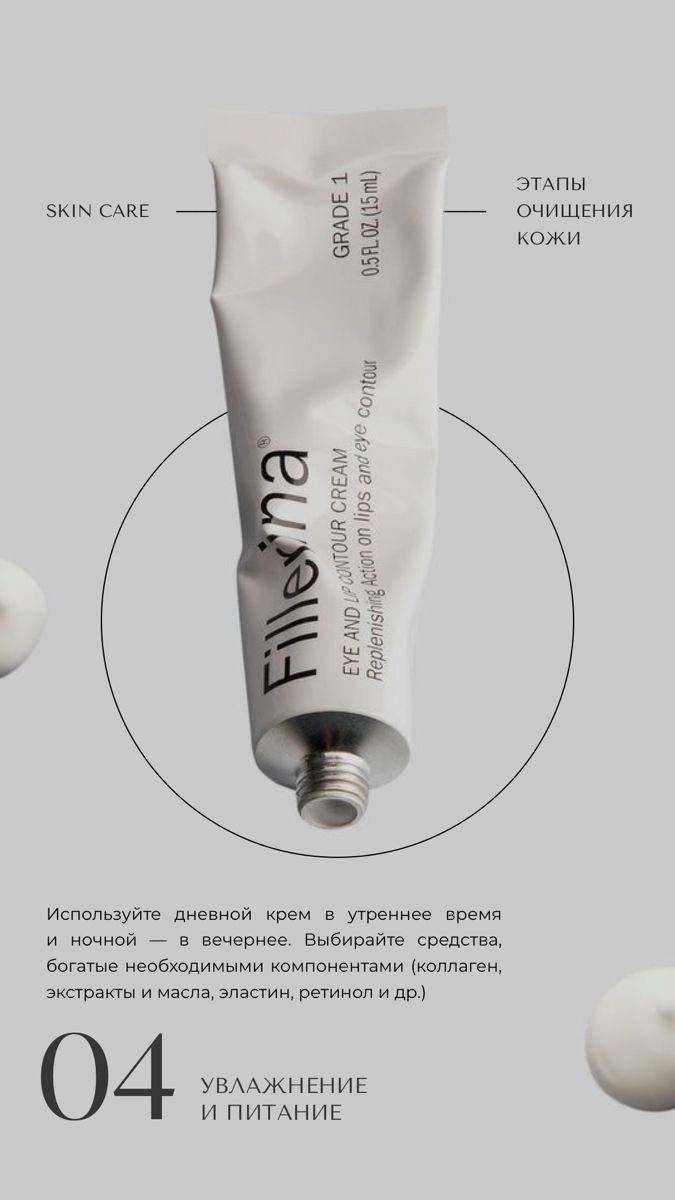 SKIN CARE
ЭТАПЫ
ОЧИЩЕНИЯ
КОЖИ
GRADE 1
0.5 FL. OZ. (15 mL)
Fillerina®
EYE AND LIP CONTOUR CREAM
Replenishing Action on lips and eye contour
Используйте дневной крем в утреннее время
и ночной — в вечернее. Выбирайте средства,
богатые необходимыми компонентами (коллаген,
экстракты и масла, эластин, ретинол и др.)
04
УВЛАЖНЕНИЕ
И ПИТАНИЕ